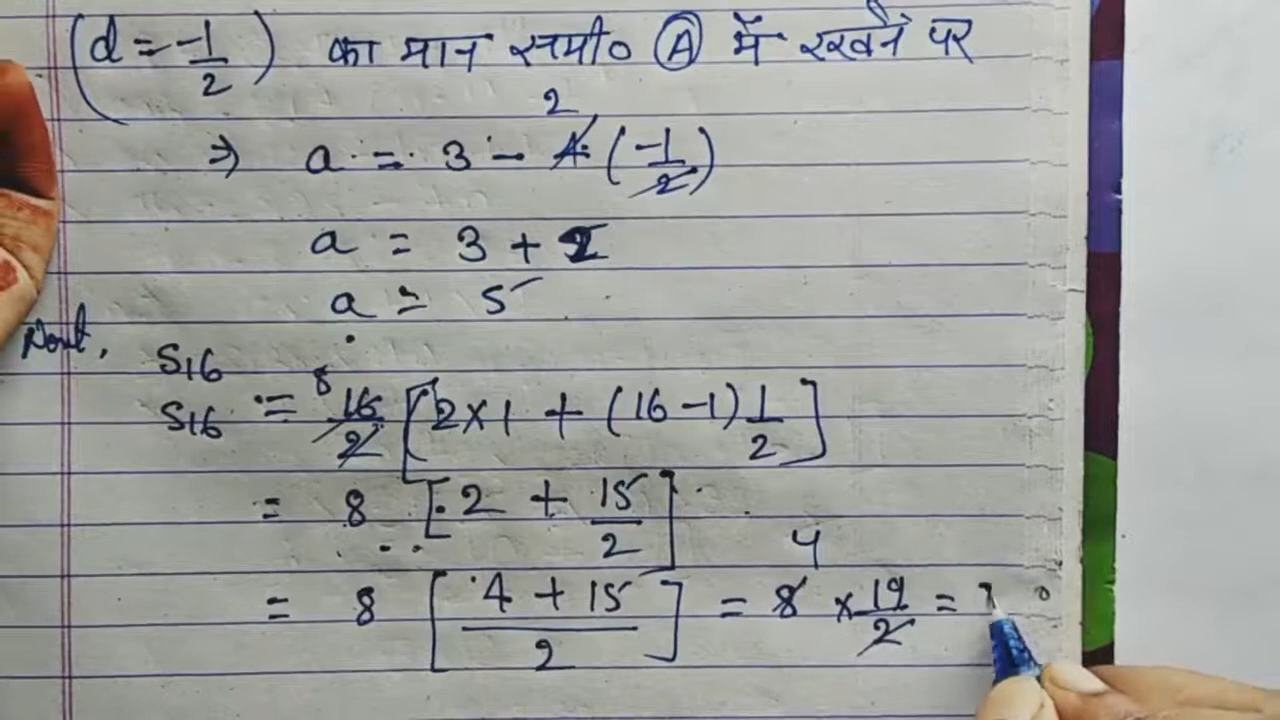 (d = -1/2) का मान समी० (A) में रखने पर
⇒ a = 3 - 4 (-1/2) 2
a = 3 + 2
a = 5
Now,
S16
S16 = 16/2 [2×1 + (16-1) 1/2] 8
= 8 [2 + 15/2]
= 8 [4 + 15 / 2] = 8 × 19/2 = 4